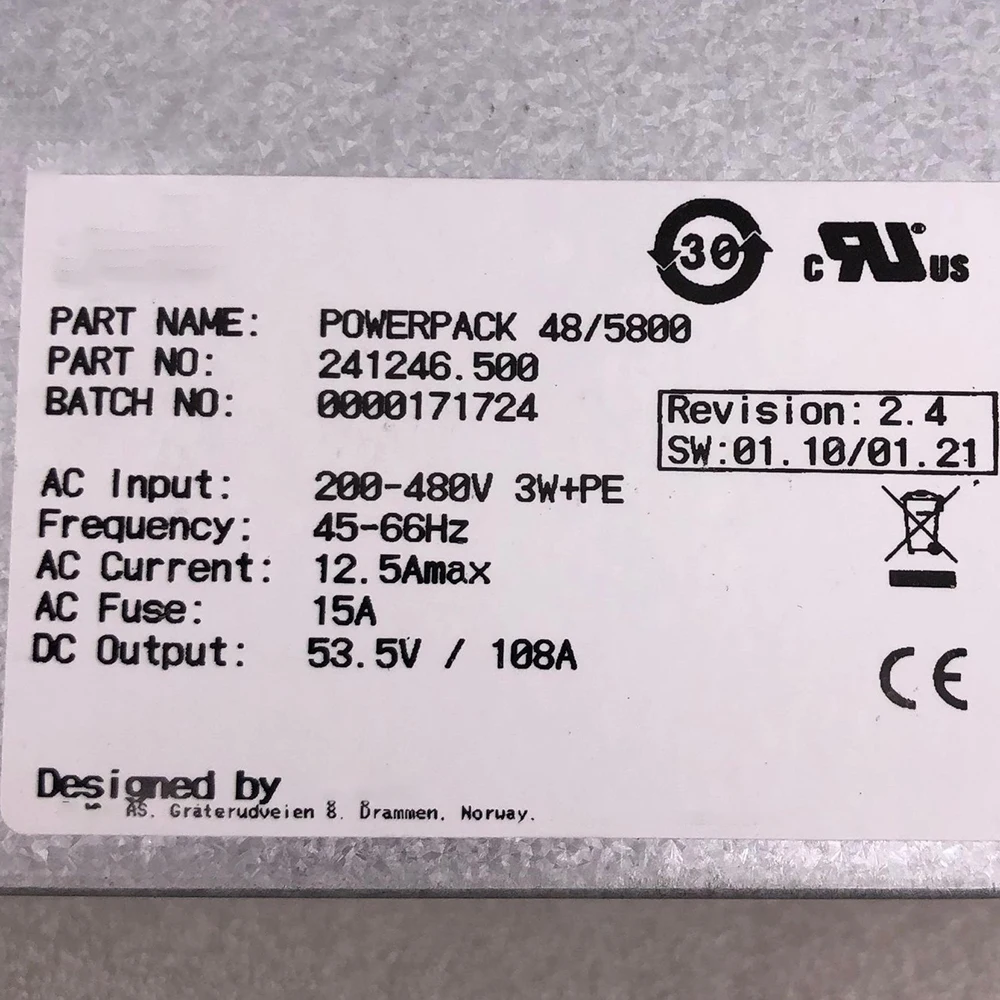 30
c RU® US
PART NAME: POWERPACK 48/5800
PART NO: 241246.500
BATCH NO: 0000171724
Revision: 2.4
SW:01.10/01.21
AC Input: 200-480V 3W+PE
Frequency: 45-66Hz
AC Current: 12.5Amax
AC Fuse: 15A
DC Output: 53.5V / 108A
CE
Designed by
AS. Gråterudveien 8. Drammen. Norway.